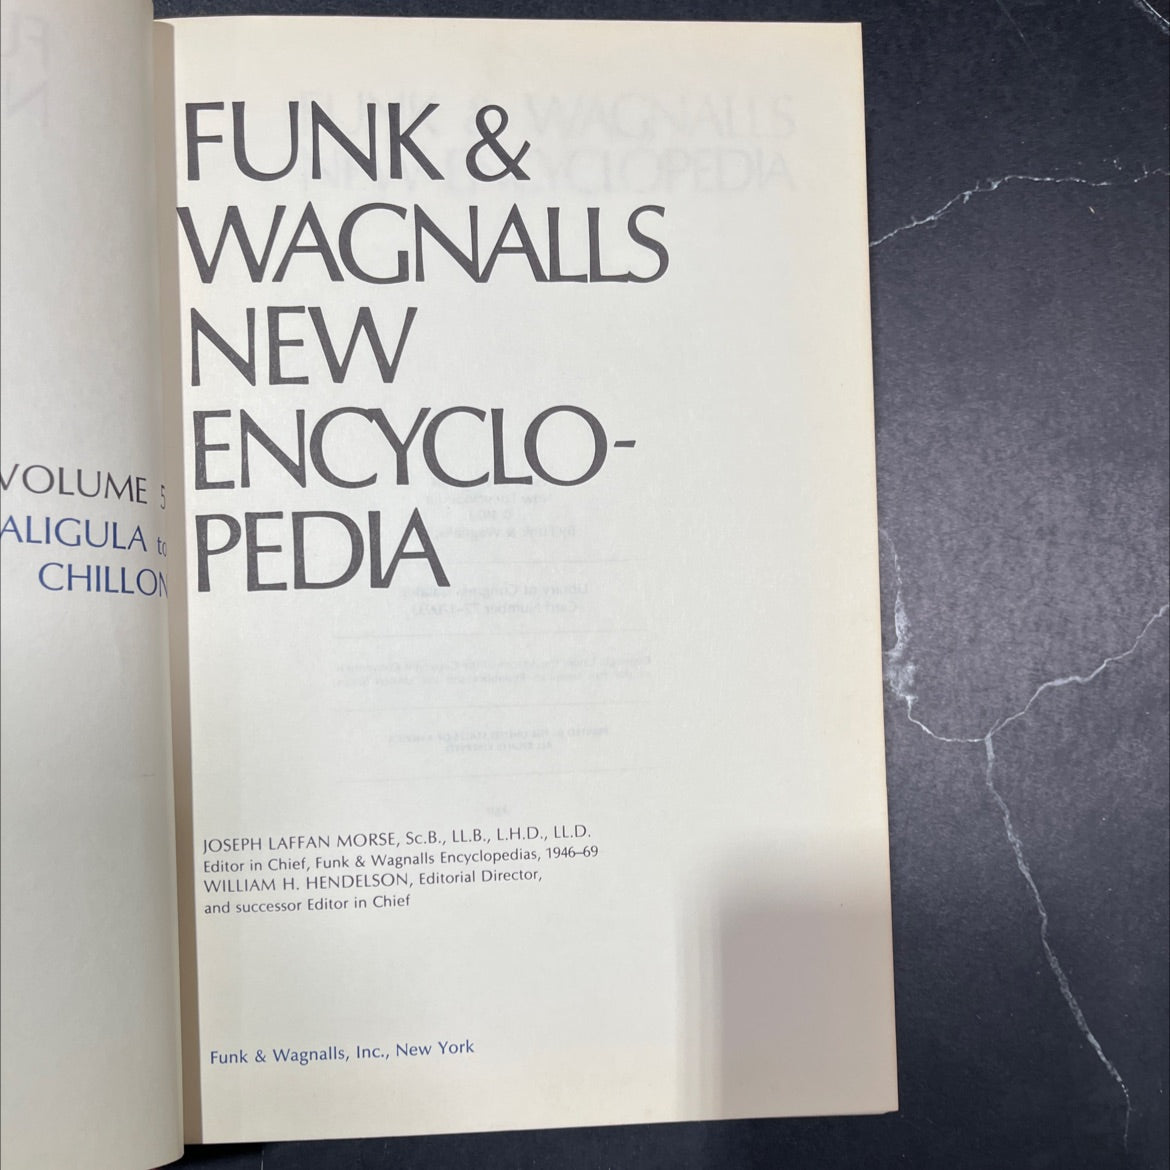 VOLUME 5
ALIGULA to
CHILLON
FUNK &
WAGNALLS
NEW
ENCYCLO-
PEDIA
JOSEPH LAFFAN MORSE, Sc.B., LL.B., L.H.D., LL.D.
Editor in Chief, Funk & Wagnalls Encyclopedias, 1946–69
WILLIAM H. HENDELSON, Editorial Director,
and successor Editor in Chief
Funk & Wagnalls, Inc., New York